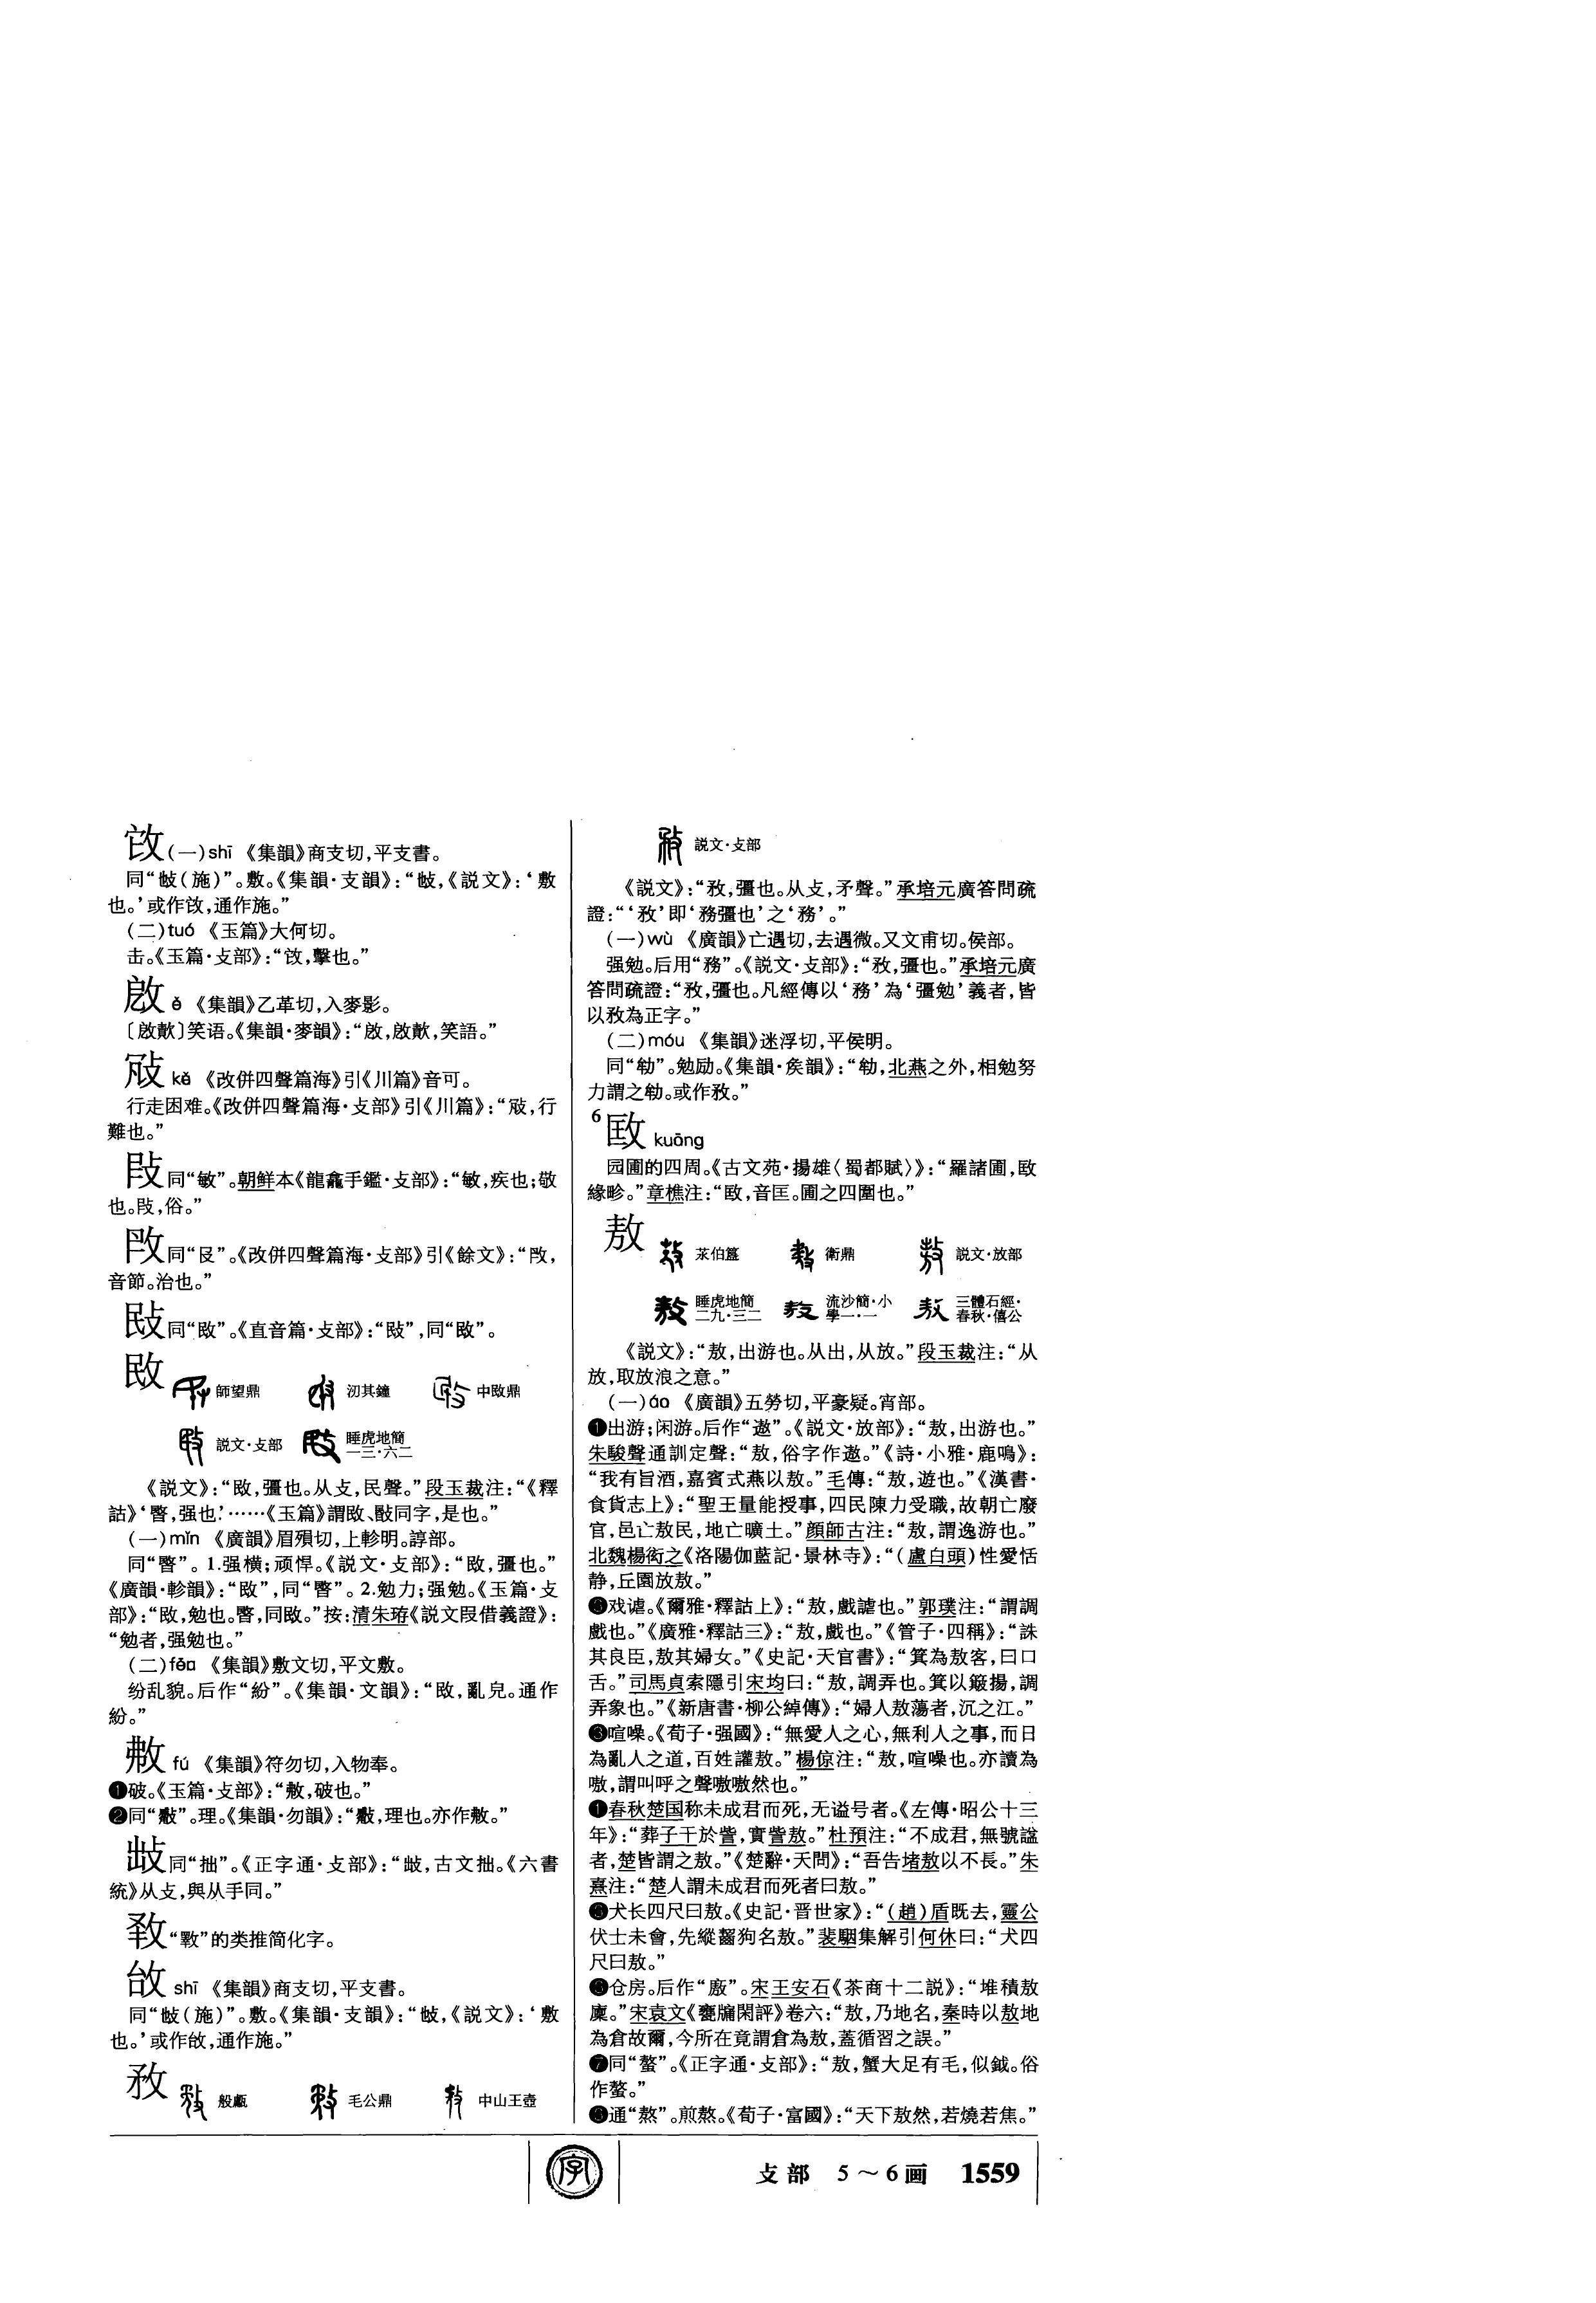 (一)shī 《集韻》商支切,平支書。
同“㪍(施)”。敷。《集韻·支韻》:“㪍,《説文》:‘敷
也。’或作,通作施。”
(二)tuó 《玉篇》大何切。
击。《玉篇·攴部》:“,擊也。”
ě 《集韻》乙革切,入麥影。
〔〕笑语。《集韻·麥韻》:“,笑語。”
kě 《改併四聲篇海》引《川篇》音可。
行走困难。《改併四聲篇海·攴部》引《川篇》:“,行
難也。”
同“敏”。朝鲜本《龍龕手鑑·攴部》:“敏,疾也;敬
也。,俗。”
同“𠬝”。《改併四聲篇海·攴部》引《餘文》:“,
音節。治也。”
同“敃”。《直音篇·攴部》:“”,同“敃”。
敃 師望鼎 沏其鐘 中敃鼎
説文·攴部 睡虎地簡一三·六二
《説文》:“敃,彊也。从攴,民聲。”段玉裁注:“《釋
詁》‘暋,强也’……《玉篇》謂敃、敯同字,是也。”
(一)mǐn 《廣韻》眉殞切,上軫明。諄部。
同“暋”。1.强横;顽悍。《説文·攴部》:“敃,彊也。”
《廣韻·軫韻》:“敃”,同“暋”。2.勉力;强勉。《玉篇·攴
部》:“敃,勉也。暋,同敃。”按:清朱珔《説文叚借義證》:
“勉者,强勉也。”
(二)fēn 《集韻》敷文切,平文敷。
纷乱貌。后作“紛”。《集韻·文韻》:“敃,亂皃。通作
紛。”
㪄 fú 《集韻》符勿切,入物奉。
❶破。《玉篇·攴部》:“㪄,破也。”
❷同“”。理。《集韻·勿韻》:“,理也。亦作㪄。”
同“拙”。《正字通·攴部》:“,古文拙。《六書
統》从攴,與从手同。”
“斁”的类推简化字。
shī 《集韻》商支切,平支書。
同“㪍(施)”。敷。《集韻·支韻》:“㪍,《説文》:‘敷
也。’或作,通作施。”
敄 般甗 毛公鼎 中山王壺
説文·攴部
《説文》:“敄,彊也。从攴,矛聲。”承培元廣答問疏
證:“‘敄’即‘務彊也’之‘務’。”
(一)wù 《廣韻》亡遇切,去遇微。又文甫切。侯部。
强勉。后用“務”。《説文·攴部》:“敄,彊也。”承培元廣
答問疏證:“敄,彊也。凡經傳以‘務’為‘彊勉’義者,皆
以敄為正字。”
(二)móu 《集韻》迷浮切,平侯明。
同“劺”。勉励。《集韻·矦韻》:“劺,北燕之外,相勉努
力謂之劺。或作敄。”
6 kuāng
园圃的四周。《古文苑·揚雄〈蜀都賦〉》:“羅諸圃,
緣畛。”章樵注:“,音匡。圃之四圍也。”
敖 䒤伯簋 衛鼎 説文·放部
睡虎地簡二九·三二 流沙簡·小學一·一 三體石經·春秋·僖公
《説文》:“敖,出游也。从出,从放。”段玉裁注:“从
放,取放浪之意。”
(一)áo 《廣韻》五勞切,平豪疑。宵部。
❶出游;闲游。后作“遨”。《説文·放部》:“敖,出游也。”
朱駿聲通訓定聲:“敖,俗字作遨。”《詩·小雅·鹿鳴》:
“我有旨酒,嘉賓式燕以敖。”毛傳:“敖,遊也。”《漢書·
食貨志上》:“聖王量能授事,四民陳力受職,故朝亡廢
官,邑亡敖民,地亡曠土。”顔師古注:“敖,謂逸游也。”
北魏楊衒之《洛陽伽藍記·景林寺》:“(盧白頭)性愛恬
静,丘園放敖。”
❷戏谑。《爾雅·釋詁上》:“敖,戲謔也。”郭璞注:“謂調
戲也。”《廣雅·釋詁三》:“敖,戲也。”《管子·四稱》:“誅
其良臣,敖其婦女。”《史記·天官書》:“箕為敖客,曰口
舌。”司馬貞索隱引宋均曰:“敖,調弄也。箕以簸揚,調
弄象也。”《新唐書·柳公綽傳》:“婦人敖蕩者,沉之江。”
❸喧噪。《荀子·强國》:“無愛人之心,無利人之事,而日
為亂人之道,百姓讙敖。”楊倞注:“敖,喧噪也。亦讀為
嗷,謂叫呼之聲嗷嗷然也。”
❹春秋楚国称未成君而死,无谥号者。《左傳·昭公十三
年》:“葬子干於訾,實訾敖。”杜預注:“不成君,無號謚
者,楚皆謂之敖。”《楚辭·天問》:“吾告堵敖以不長。”朱
熹注:“楚人謂未成君而死者曰敖。”
❺犬长四尺曰敖。《史記·晋世家》:“(趙)盾既去,靈公
伏士未會,先縱齧狗名敖。”裴駰集解引何休曰:“犬四
尺曰敖。”
❻仓房。后作“廒”。宋王安石《茶商十二説》:“堆積敖
廩。”宋袁文《甕牖閑評》卷六:“敖,乃地名,秦時以敖地
為倉故爾,今所在竟謂倉為敖,蓋循習之誤。”
❼同“螯”。《正字通·攴部》:“敖,蟹大足有毛,似鉞。俗
作螯。”
❽通“熬”。煎熬。《荀子·富國》:“天下敖然,若燒若焦。”
字
攴部 5～6画 1559